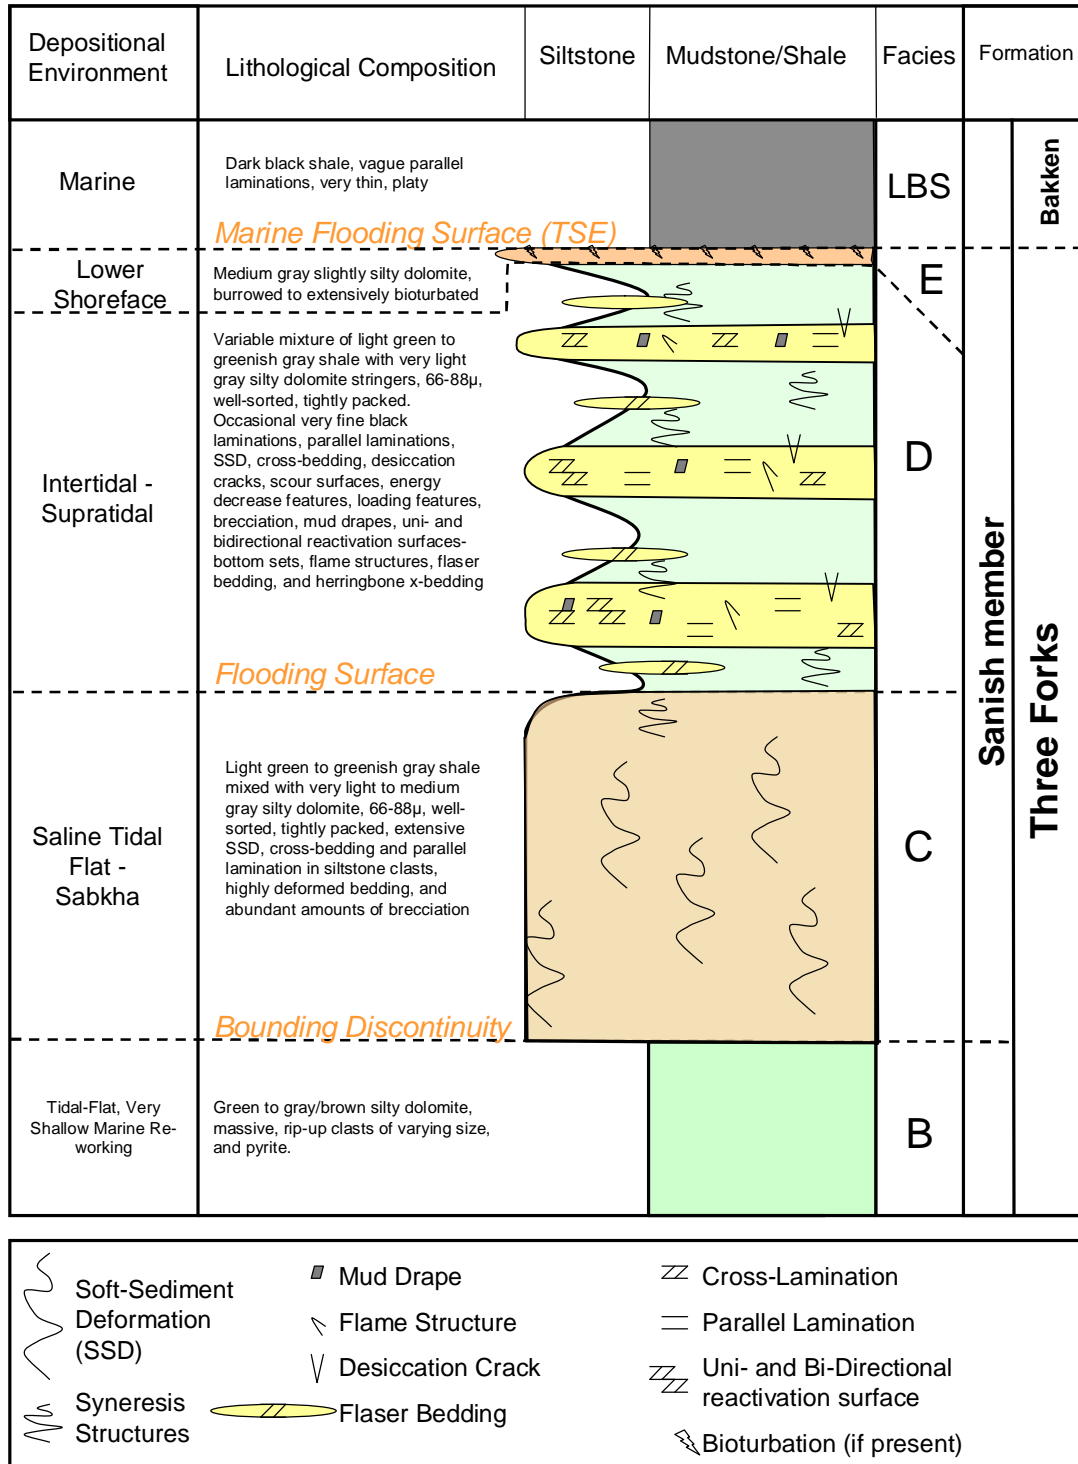 Depositional
Environment
Lithological Composition
Siltstone
Mudstone/Shale
Facies
Formation
Marine
Dark black shale, vague parallel
laminations, very thin, platy
LBS
Bakken
Marine Flooding Surface (TSE)
Lower
Shoreface
Medium gray slightly silty dolomite,
burrowed to extensively bioturbated
E
Intertidal -
Supratidal
Variable mixture of light green to
greenish gray shale with very light
gray silty dolomite stringers, 66-88µ,
well-sorted, tightly packed.
Occasional very fine black
laminations, parallel laminations,
SSD, cross-bedding, desiccation
cracks, scour surfaces, energy
decrease features, loading features,
brecciation, mud drapes, uni- and
bidirectional reactivation surfaces-
bottom sets, flame structures, flaser
bedding, and herringbone x-bedding
D
Flooding Surface
Sanish member
Three Forks
Saline Tidal
Flat -
Sabkha
Light green to greenish gray shale
mixed with very light to medium
gray silty dolomite, 66-88µ, well-
sorted, tightly packed, extensive
SSD, cross-bedding and parallel
lamination in siltstone clasts,
highly deformed bedding, and
abundant amounts of brecciation
C
Bounding Discontinuity
Tidal-Flat, Very
Shallow Marine Re-
working
Green to gray/brown silty dolomite,
massive, rip-up clasts of varying size,
and pyrite.
B
Soft-Sediment
Deformation
(SSD)
Syneresis
Structures
Mud Drape
Flame Structure
Desiccation Crack
Flaser Bedding
Cross-Lamination
Parallel Lamination
Uni- and Bi-Directional
reactivation surface
Bioturbation (if present)